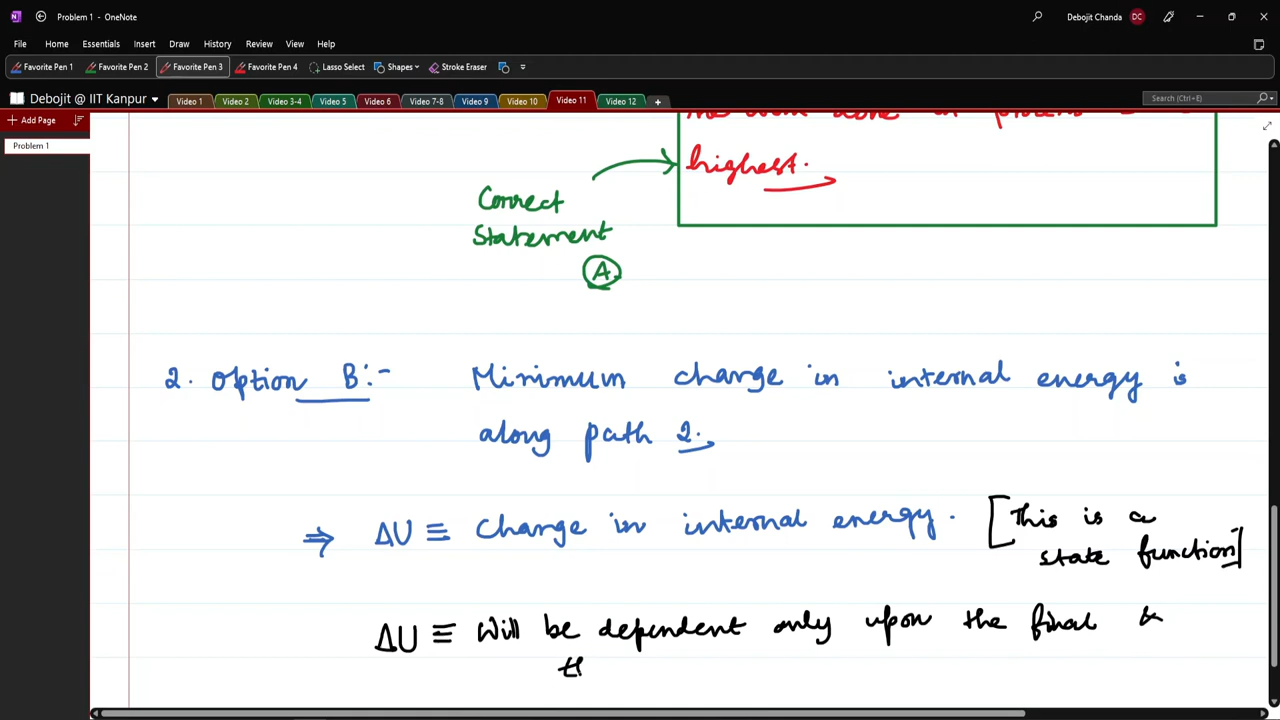 Problem 1 - OneNote
Debojit Chanda DC
File Home Essentials Insert Draw History Review View Help
Favorite Pen 1 Favorite Pen 2 Favorite Pen 3 Favorite Pen 4 Lasso Select Shapes Stroke Eraser
Debojit @ IIT Kanpur Video 1 Video 2 Video 3-4 Video 5 Video 6 Video 7-8 Video 9 Video 10 Video 11 Video 12 + Search (Ctrl+E)
+ Add Page
Problem 1
highest.
Correct
Statement
A
2. Option B:- Minimum change in internal energy is
along path 2.
⇒ ΔU ≡ Change in internal energy. [This is a
state function]
ΔU ≡ Will be dependent only upon the final &
th